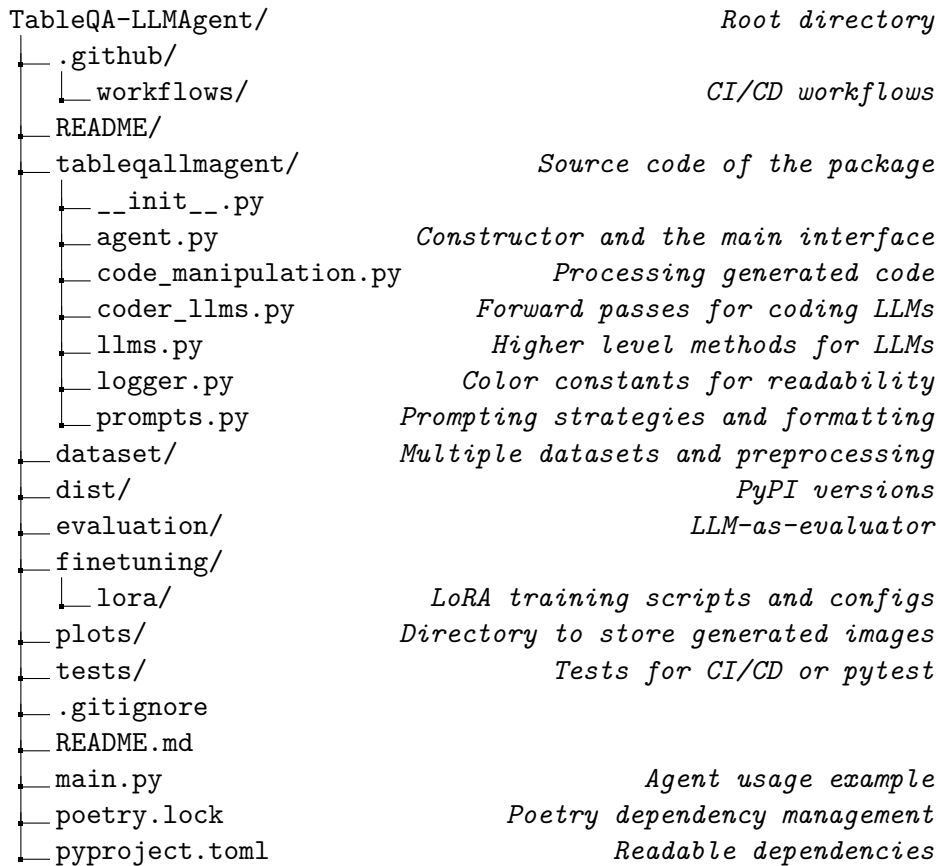 TableQA-LLMAgent/ Root directory
.github/
workflows/ CI/CD workflows
README/
tableqallmagent/ Source code of the package
__init__.py
agent.py Constructor and the main interface
code_manipulation.py Processing generated code
coder_llms.py Forward passes for coding LLMs
llms.py Higher level methods for LLMs
logger.py Color constants for readability
prompts.py Prompting strategies and formatting
dataset/ Multiple datasets and preprocessing
dist/ PyPI versions
evaluation/ LLM-as-evaluator
finetuning/
lora/ LoRA training scripts and configs
plots/ Directory to store generated images
tests/ Tests for CI/CD or pytest
.gitignore
README.md
main.py Agent usage example
poetry.lock Poetry dependency management
pyproject.toml Readable dependencies